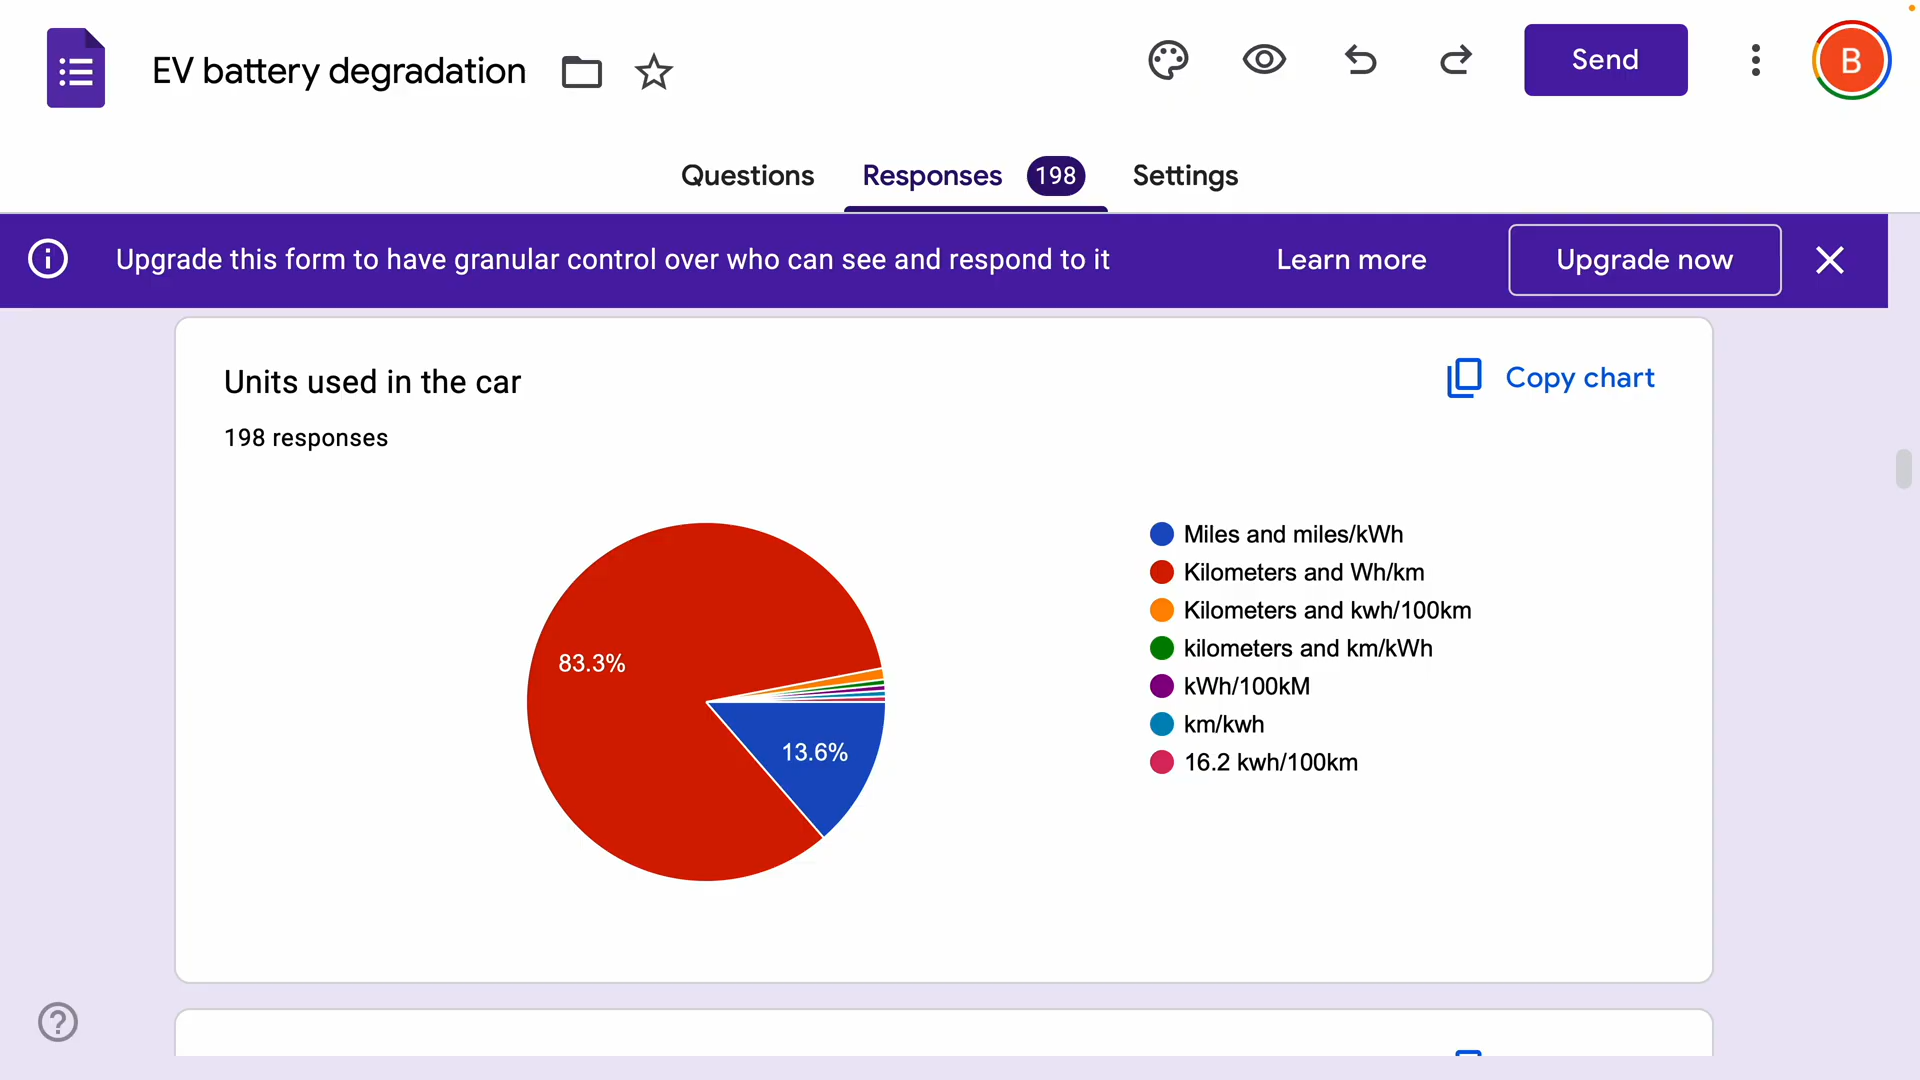 EV battery degradation
Send
B
Questions
Responses 198
Settings
Upgrade this form to have granular control over who can see and respond to it
Learn more
Upgrade now
Units used in the car
Copy chart
198 responses
83.3%
13.6%
Miles and miles/kWh
Kilometers and Wh/km
Kilometers and kwh/100km
kilometers and km/kWh
kWh/100kM
km/kwh
16.2 kwh/100km